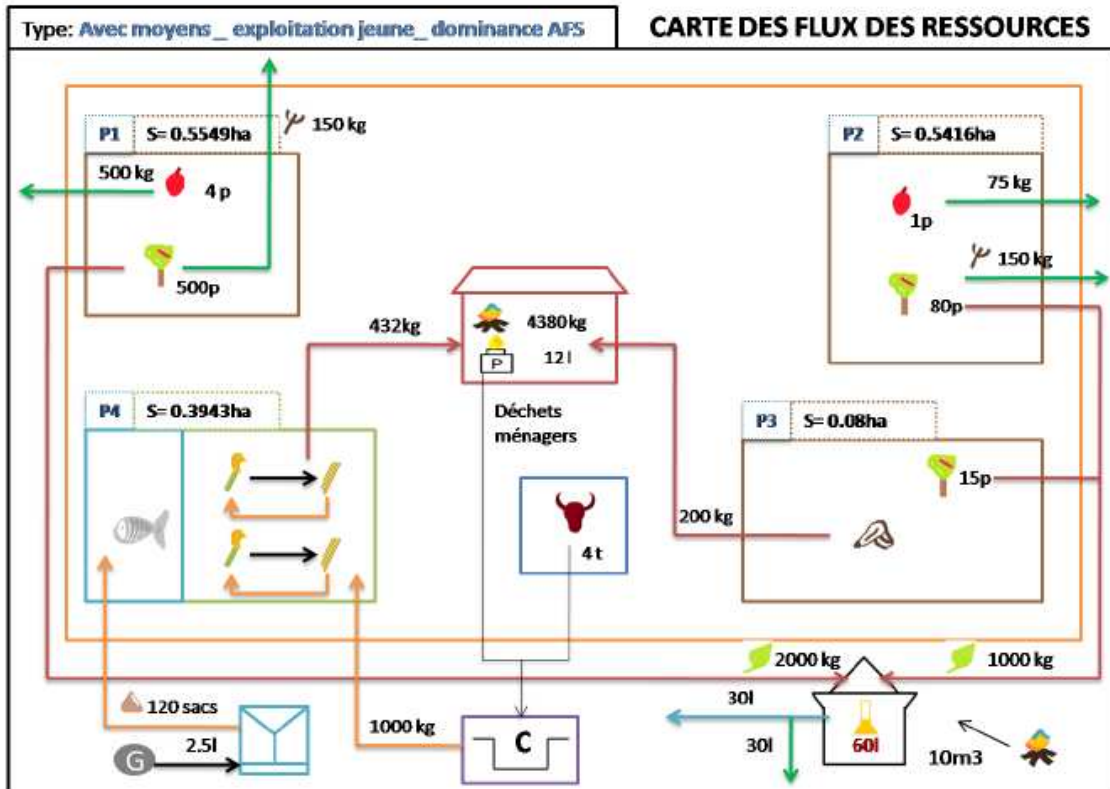 Type: Avec moyens_ exploitation jeune_ dominance AFS
CARTE DES FLUX DES RESSOURCES
P1 S= 0.5549ha
150 kg
500 kg
4 p
500p
P2 S= 0.5416ha
75 kg
1p
150 kg
80p
432kg
4380kg
P
12 l
Déchets
ménagers
P4 S= 0.3943ha
P3 S= 0.08ha
15p
200 kg
4 t
2000 kg
1000 kg
120 sacs
G
2.5l
1000 kg
C
30l
30l
60l
10m3